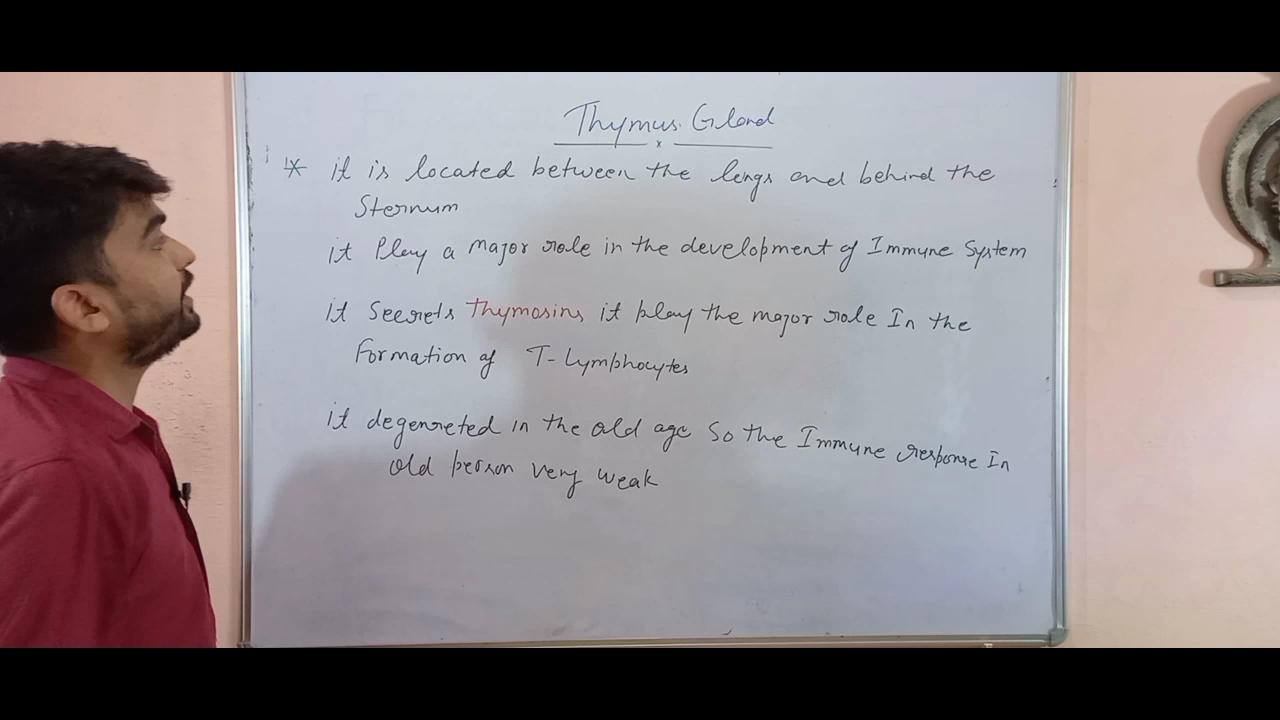 Thymus Gland
it is located between the lungs and behind the
Sternum
it Play a major role in the development of Immune System
it Secrets Thymosins it play the major role In the
Formation of T-Lymphocytes
it degenreted in the old age So the Immune response In
old person very weak